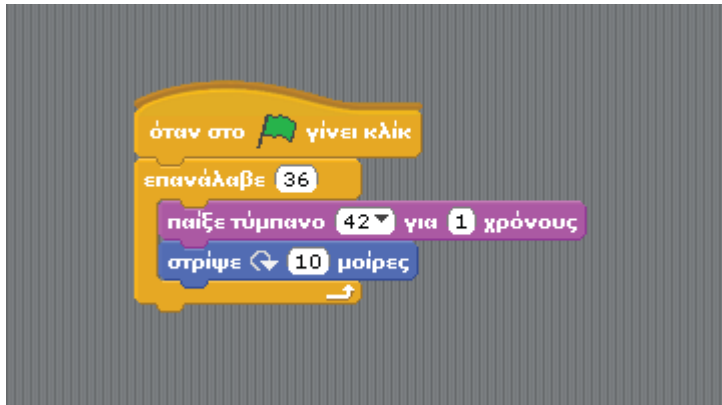 όταν στο γίνει κλίκ
επανάλαβε 36
παίξε τύμπανο 42 για 1 χρόνους
στρίψε 10 μοίρες